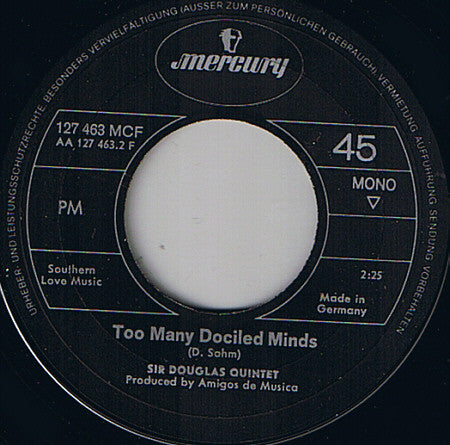 URHEBER- UND LEISTUNGSSCHUTZRECHTE BESONDERS VERVIELFÄLTIGUNG (AUSSER ZUM PERSÖNLICHEN GEBRAUCH), VERMIETUNG, AUFFÜHRUNG, SENDUNG VORBEHALTEN
mercury
127 463 MCF
AA 127 463.2 F
45
MONO
PM
2:25
Southern
Love Music
Made in
Germany
Too Many Dociled Minds
(D. Sahm)
SIR DOUGLAS QUINTET
Produced by Amigos de Musica